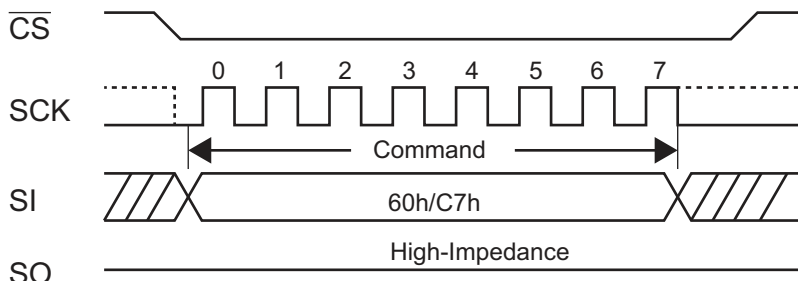 CS
0 1 2 3 4 5 6 7
SCK
Command
SI
60h/C7h
High-Impedance
SO